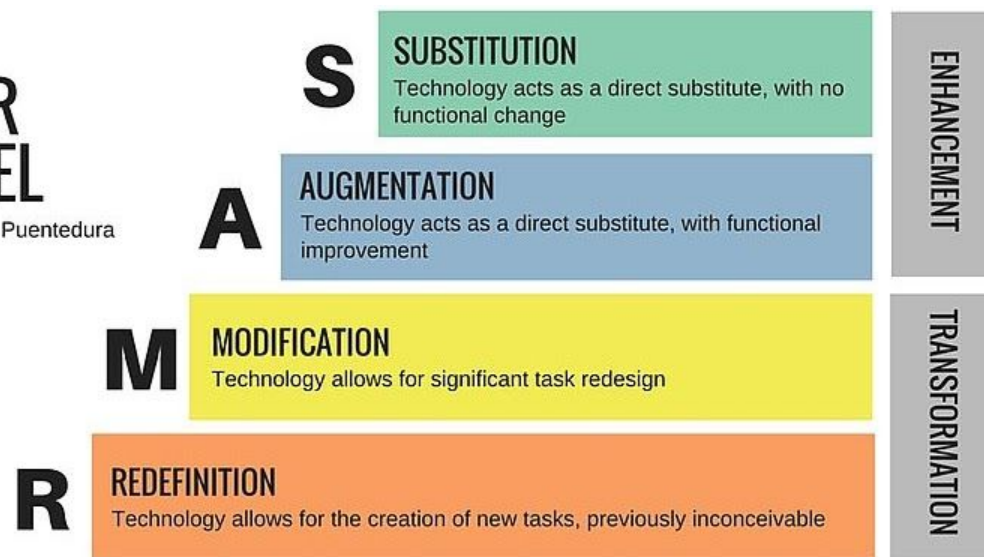 R
EL
Puentedura
S
SUBSTITUTION
Technology acts as a direct substitute, with no
functional change
A
AUGMENTATION
Technology acts as a direct substitute, with functional
improvement
M
MODIFICATION
Technology allows for significant task redesign
R
REDEFINITION
Technology allows for the creation of new tasks, previously inconceivable
ENHANCEMENT
TRANSFORMATION